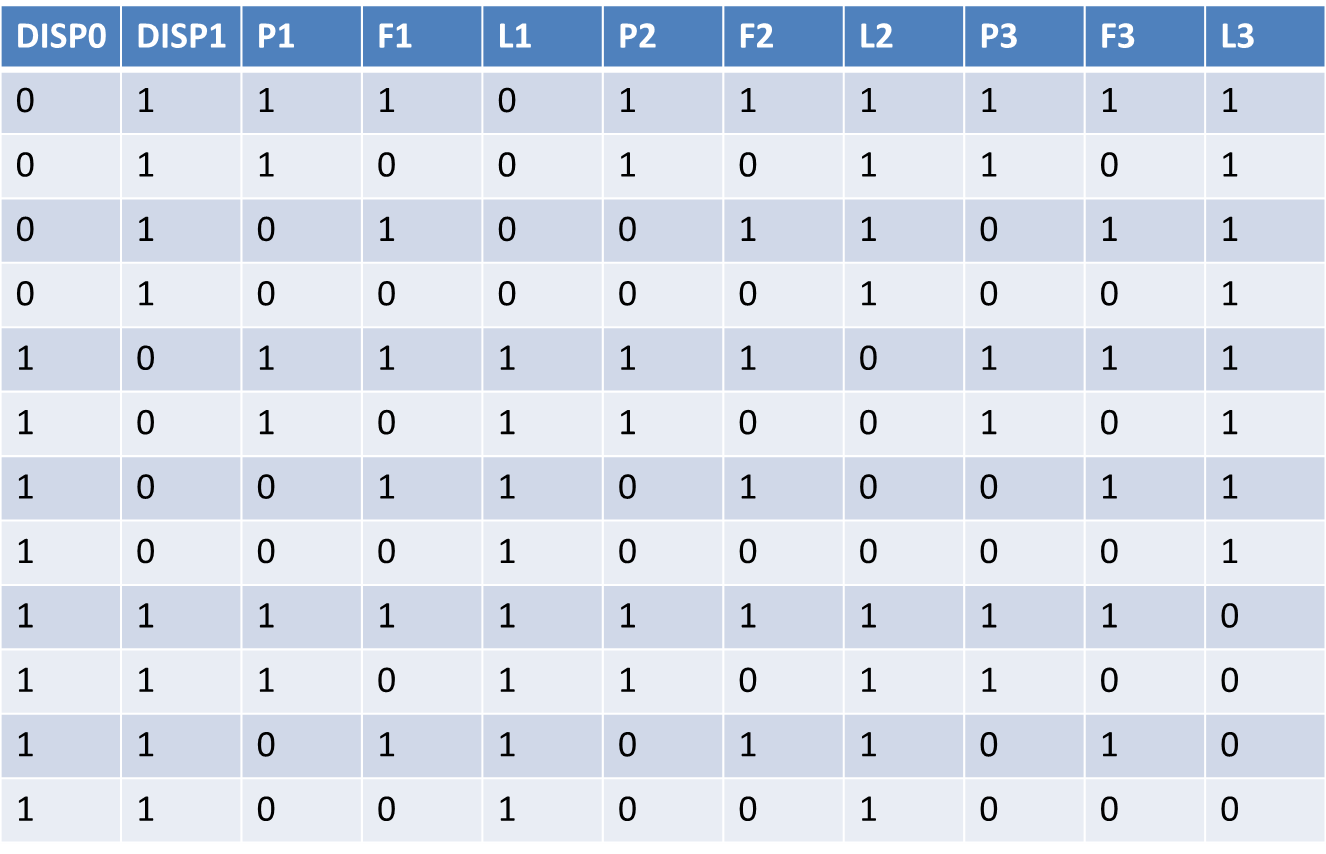 DISP0 DISP1 P1 F1 L1 P2 F2 L2 P3 F3 L3
0 1 1 1 0 1 1 1 1 1 1
0 1 1 0 0 1 0 1 1 0 1
0 1 0 1 0 0 1 1 0 1 1
0 1 0 0 0 0 0 1 0 0 1
1 0 1 1 1 1 1 0 1 1 1
1 0 1 0 1 1 0 0 1 0 1
1 0 0 1 1 0 1 0 0 1 1
1 0 0 0 1 0 0 0 0 0 1
1 1 1 1 1 1 1 1 1 1 0
1 1 1 0 1 1 0 1 1 0 0
1 1 0 1 1 0 1 1 0 1 0
1 1 0 0 1 0 0 1 0 0 0